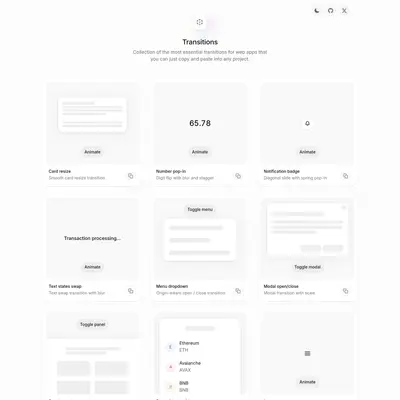 Transitions
Collection of the most essential transitions for web apps that
you can just copy and paste into any project.
65.78
Animate
Animate
Animate
Card resize
Smooth card resize transition
Number pop-in
Digit flip with blur and stagger
Notification badge
Diagonal slide with spring pop-in
Transaction processing...
Toggle menu
Animate
Toggle modal
Text states swap
Text swap transition with blur
Menu dropdown
Origin-aware open / close transition
Modal open/close
Modal transition with scale
Toggle panel
Ethereum
ETH
Avalanche
AVAX
BNB
BNB
Animate